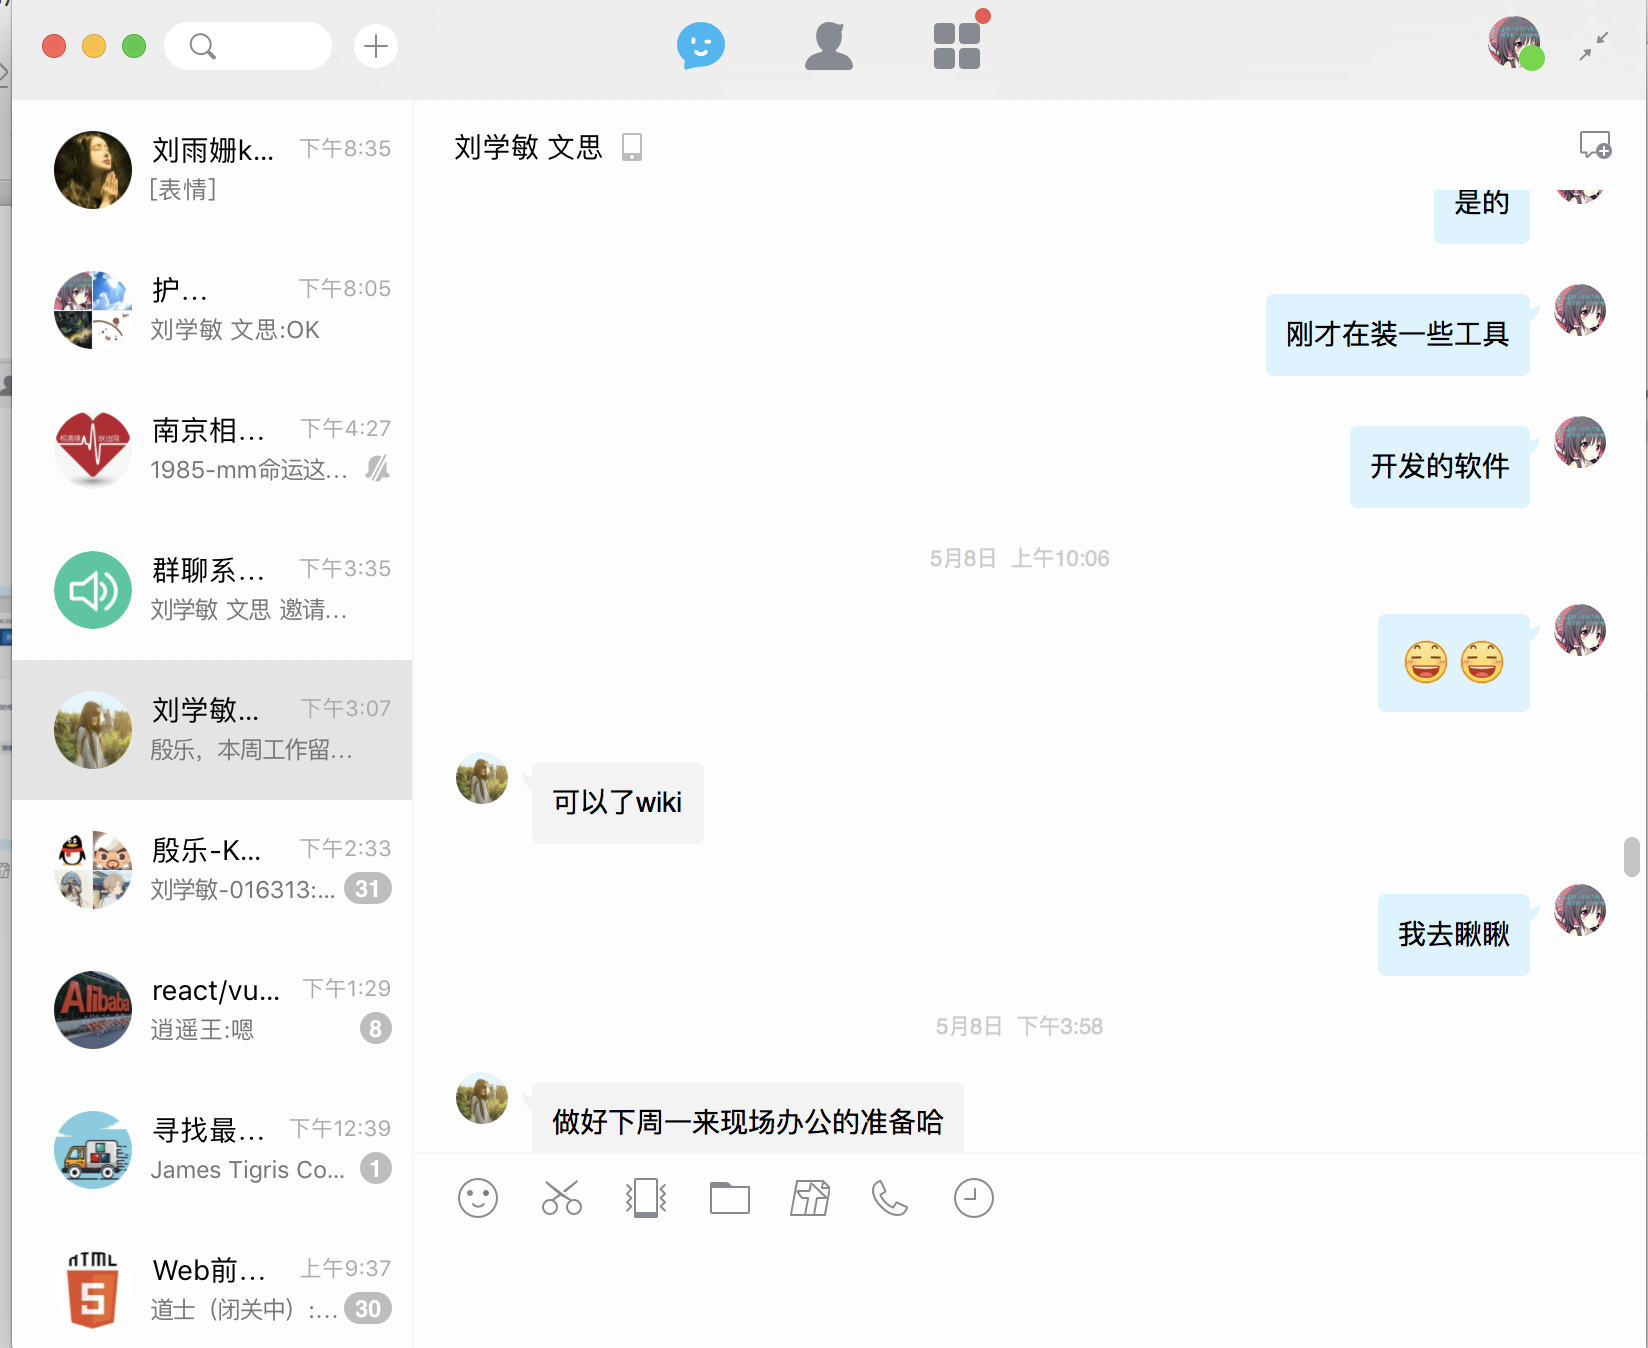 刘雨姗k... 下午8:35
[表情]
护... 下午8:05
刘学敏 文思:OK
南京相... 下午4:27
1985-mm命运这...
群聊系... 下午3:35
刘学敏 文思 邀请...
刘学敏... 下午3:07
殷乐，本周工作留...
殷乐-K... 下午2:33
刘学敏-016313:... 31
Alibaba
react/vu... 下午1:29
逍遥王:嗯 8
寻找最... 下午12:39
James Tigris Co... 1
HTML
5
Web前... 上午9:37
道士（闭关中）:... 30
刘学敏 文思
是的
刚才在装一些工具
开发的软件
5月8日 上午10:06
可以了wiki
我去瞅瞅
5月8日 下午3:58
做好下周一来现场办公的准备哈